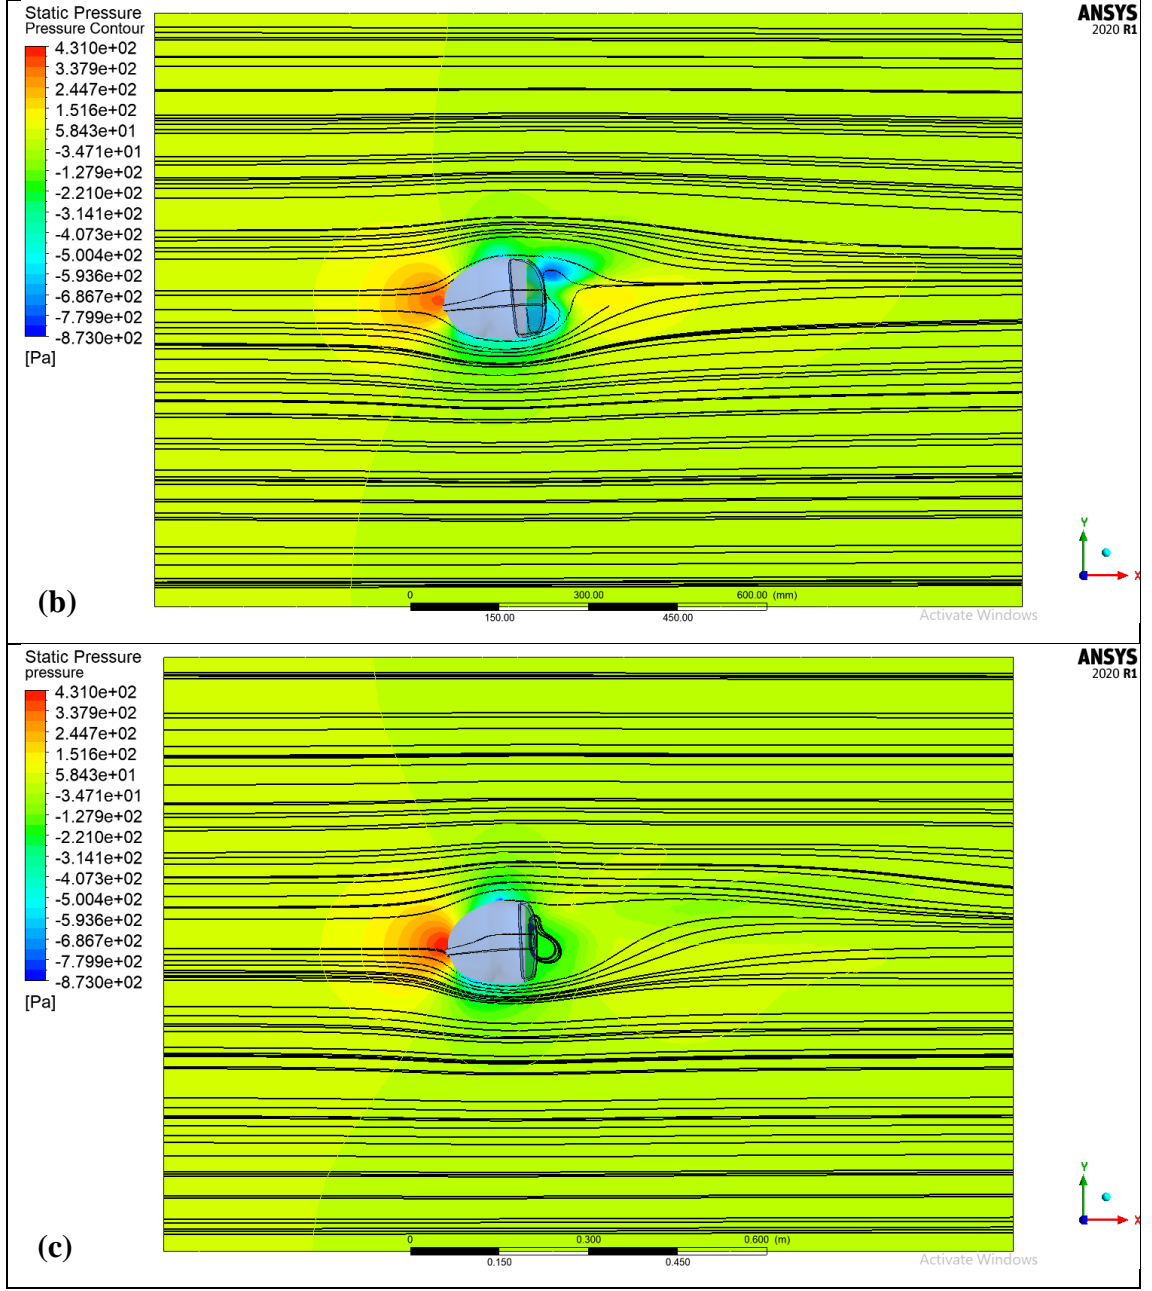 Static Pressure
Pressure Contour
4.310e+02
3.379e+02
2.447e+02
1.516e+02
5.843e+01
-3.471e+01
-1.279e+02
-2.210e+02
-3.141e+02
-4.073e+02
-5.004e+02
-5.936e+02
-6.867e+02
-7.799e+02
-8.730e+02
[Pa]
ANSYS
2020 R1
Y
X
(b)
0 300.00 600.00 (mm)
150.00 450.00
Activate Windows
Static Pressure
pressure
4.310e+02
3.379e+02
2.447e+02
1.516e+02
5.843e+01
-3.471e+01
-1.279e+02
-2.210e+02
-3.141e+02
-4.073e+02
-5.004e+02
-5.936e+02
-6.867e+02
-7.799e+02
-8.730e+02
[Pa]
ANSYS
2020 R1
Y
X
(c)
0 0.300 0.600 (m)
0.150 0.450
Activate Windows